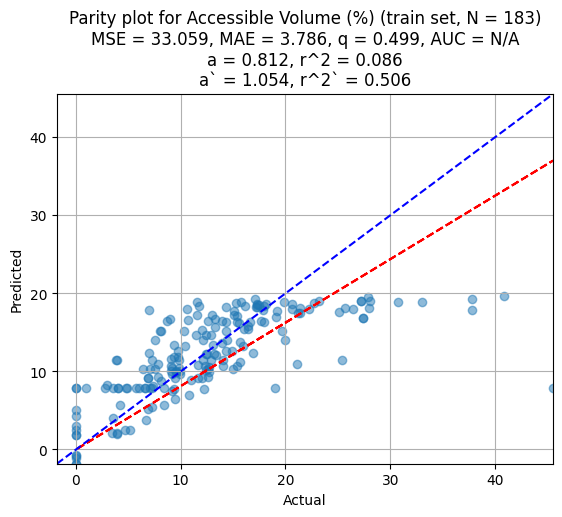 Parity plot for Accessible Volume (%) (train set, N = 183)
MSE = 33.059, MAE = 3.786, q = 0.499, AUC = N/A
a = 0.812, r^2 = 0.086
a` = 1.054, r^2` = 0.506
40
30
20
10
0
Predicted
0 10 20 30 40
Actual